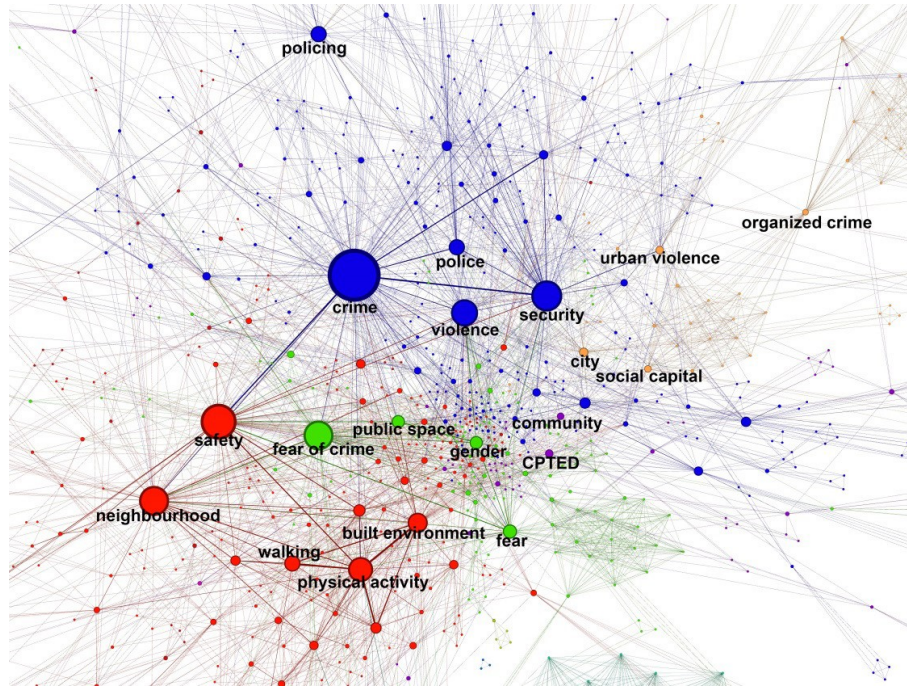 policing
organized crime
urban violence
police
crime
security
violence
city
social capital
public space
community
safety
fear of crime
gender
CPTED
neighbourhood
built environment
fear
walking
physical activity